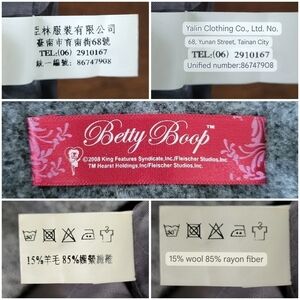 亞林服裝有限公司
臺南市育南街68號
TEL:(06) 2910167
統一編號: 86747908
Yalin Clothing Co., Ltd. No.
68, Yunan Street, Tainan City
TEL:(06) 2910167
Unified number:86747908
Betty Boop™
©2008 King Features Syndicate,Inc/Fleischer Studios,Inc
TM Hearst Holdings,Inc/Fleischer Studios,Inc
15%羊毛 85%嫘縈纖維
15% wool 85% rayon fiber